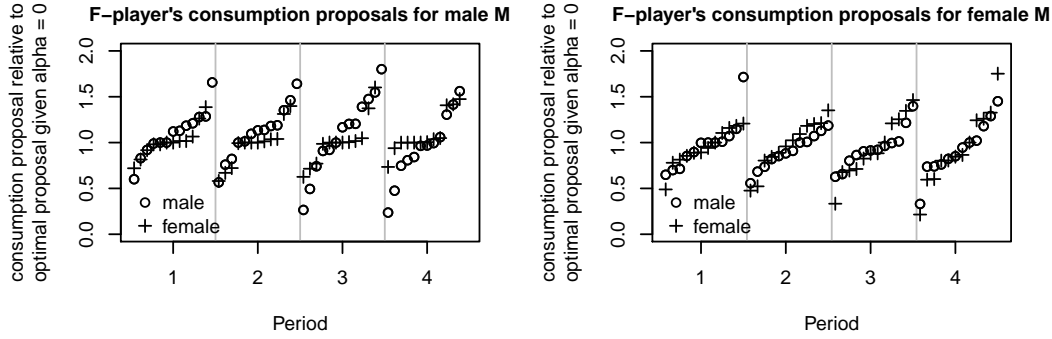 F−player's consumption proposals for male M
consumption proposal relative to
optimal proposal given alpha = 0
2.0
1.5
1.0
0.5
0.0
male
female
1 2 3 4
Period
F−player's consumption proposals for female M
consumption proposal relative to
optimal proposal given alpha = 0
2.0
1.5
1.0
0.5
0.0
male
female
1 2 3 4
Period